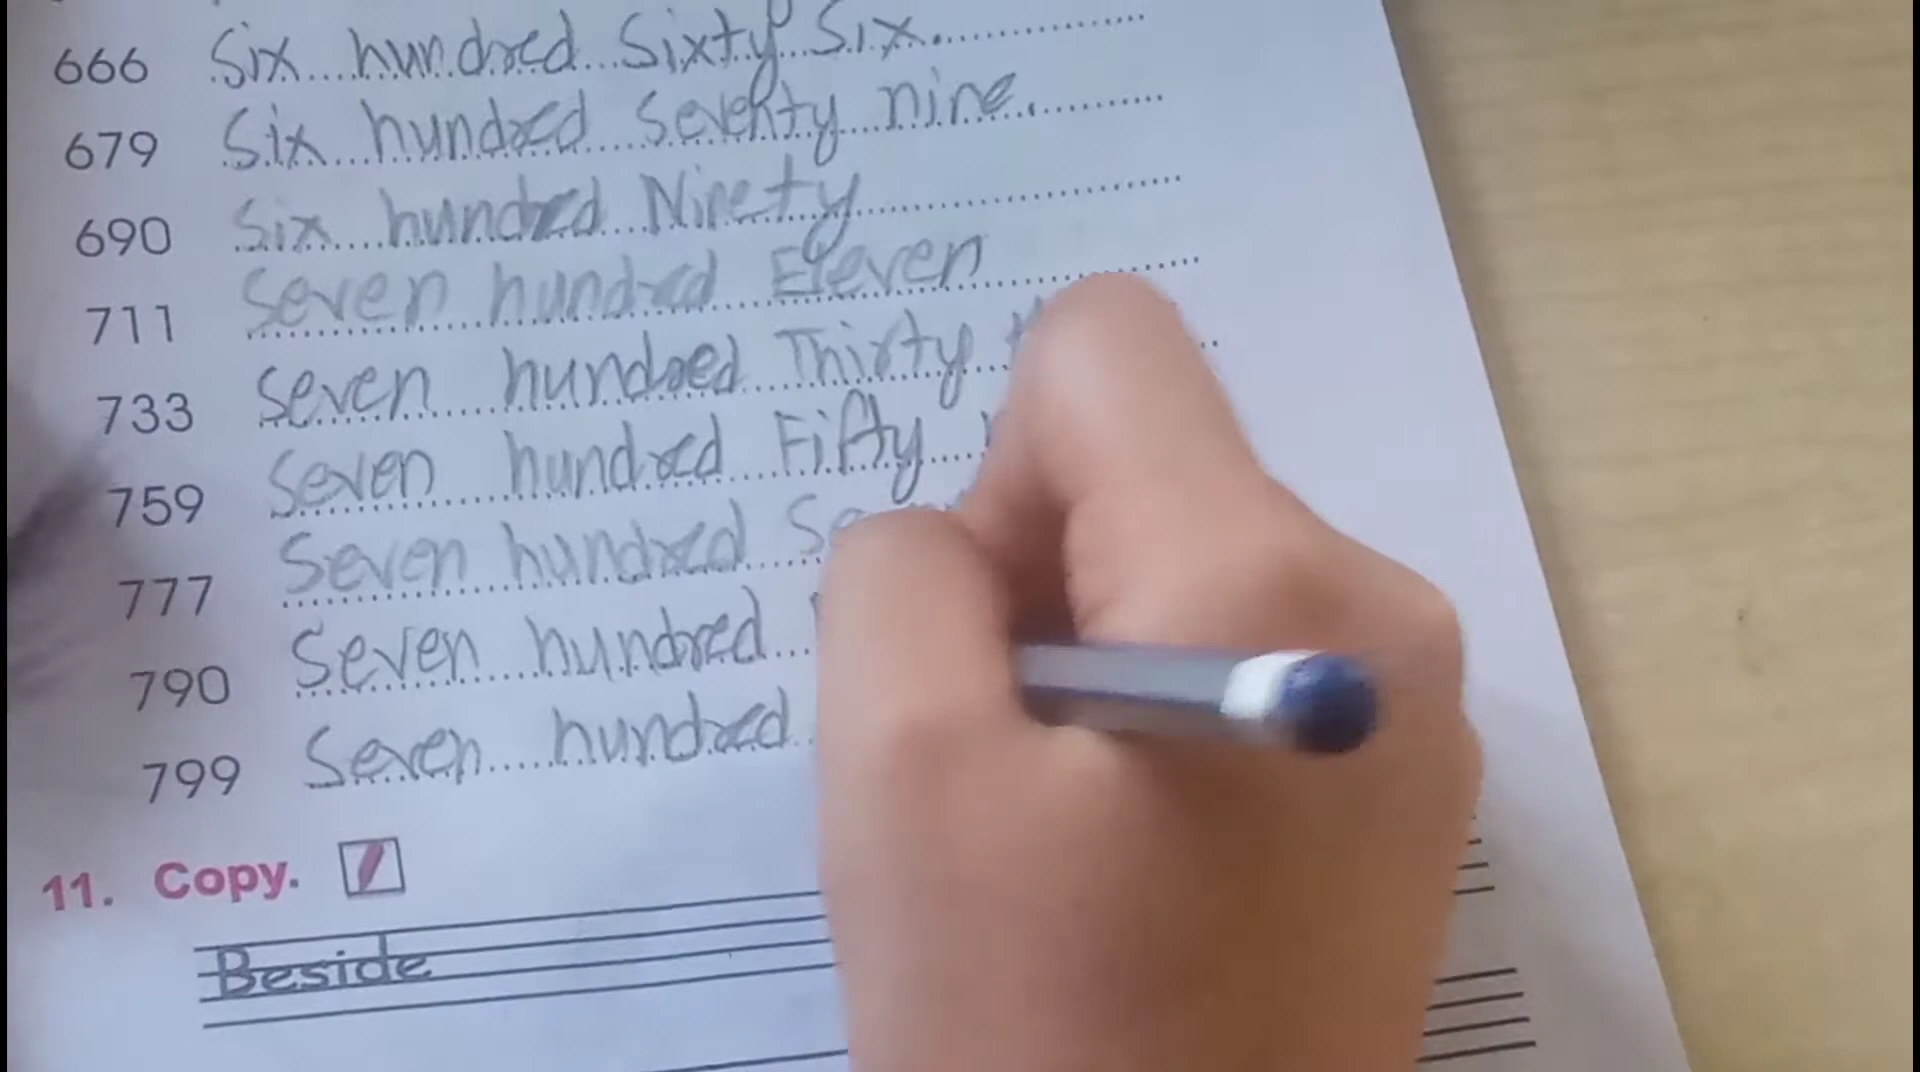 666 Six hundred Sixty Six.
679 Six hundred Seventy nine.
690 Six hundred Ninety
711 Seven hundred Eleven
733 Seven hundred Thirty
759 Seven hundred Fifty
777 Seven hundred
790 Seven hundred
799 Seven hundred
11. Copy.
Beside